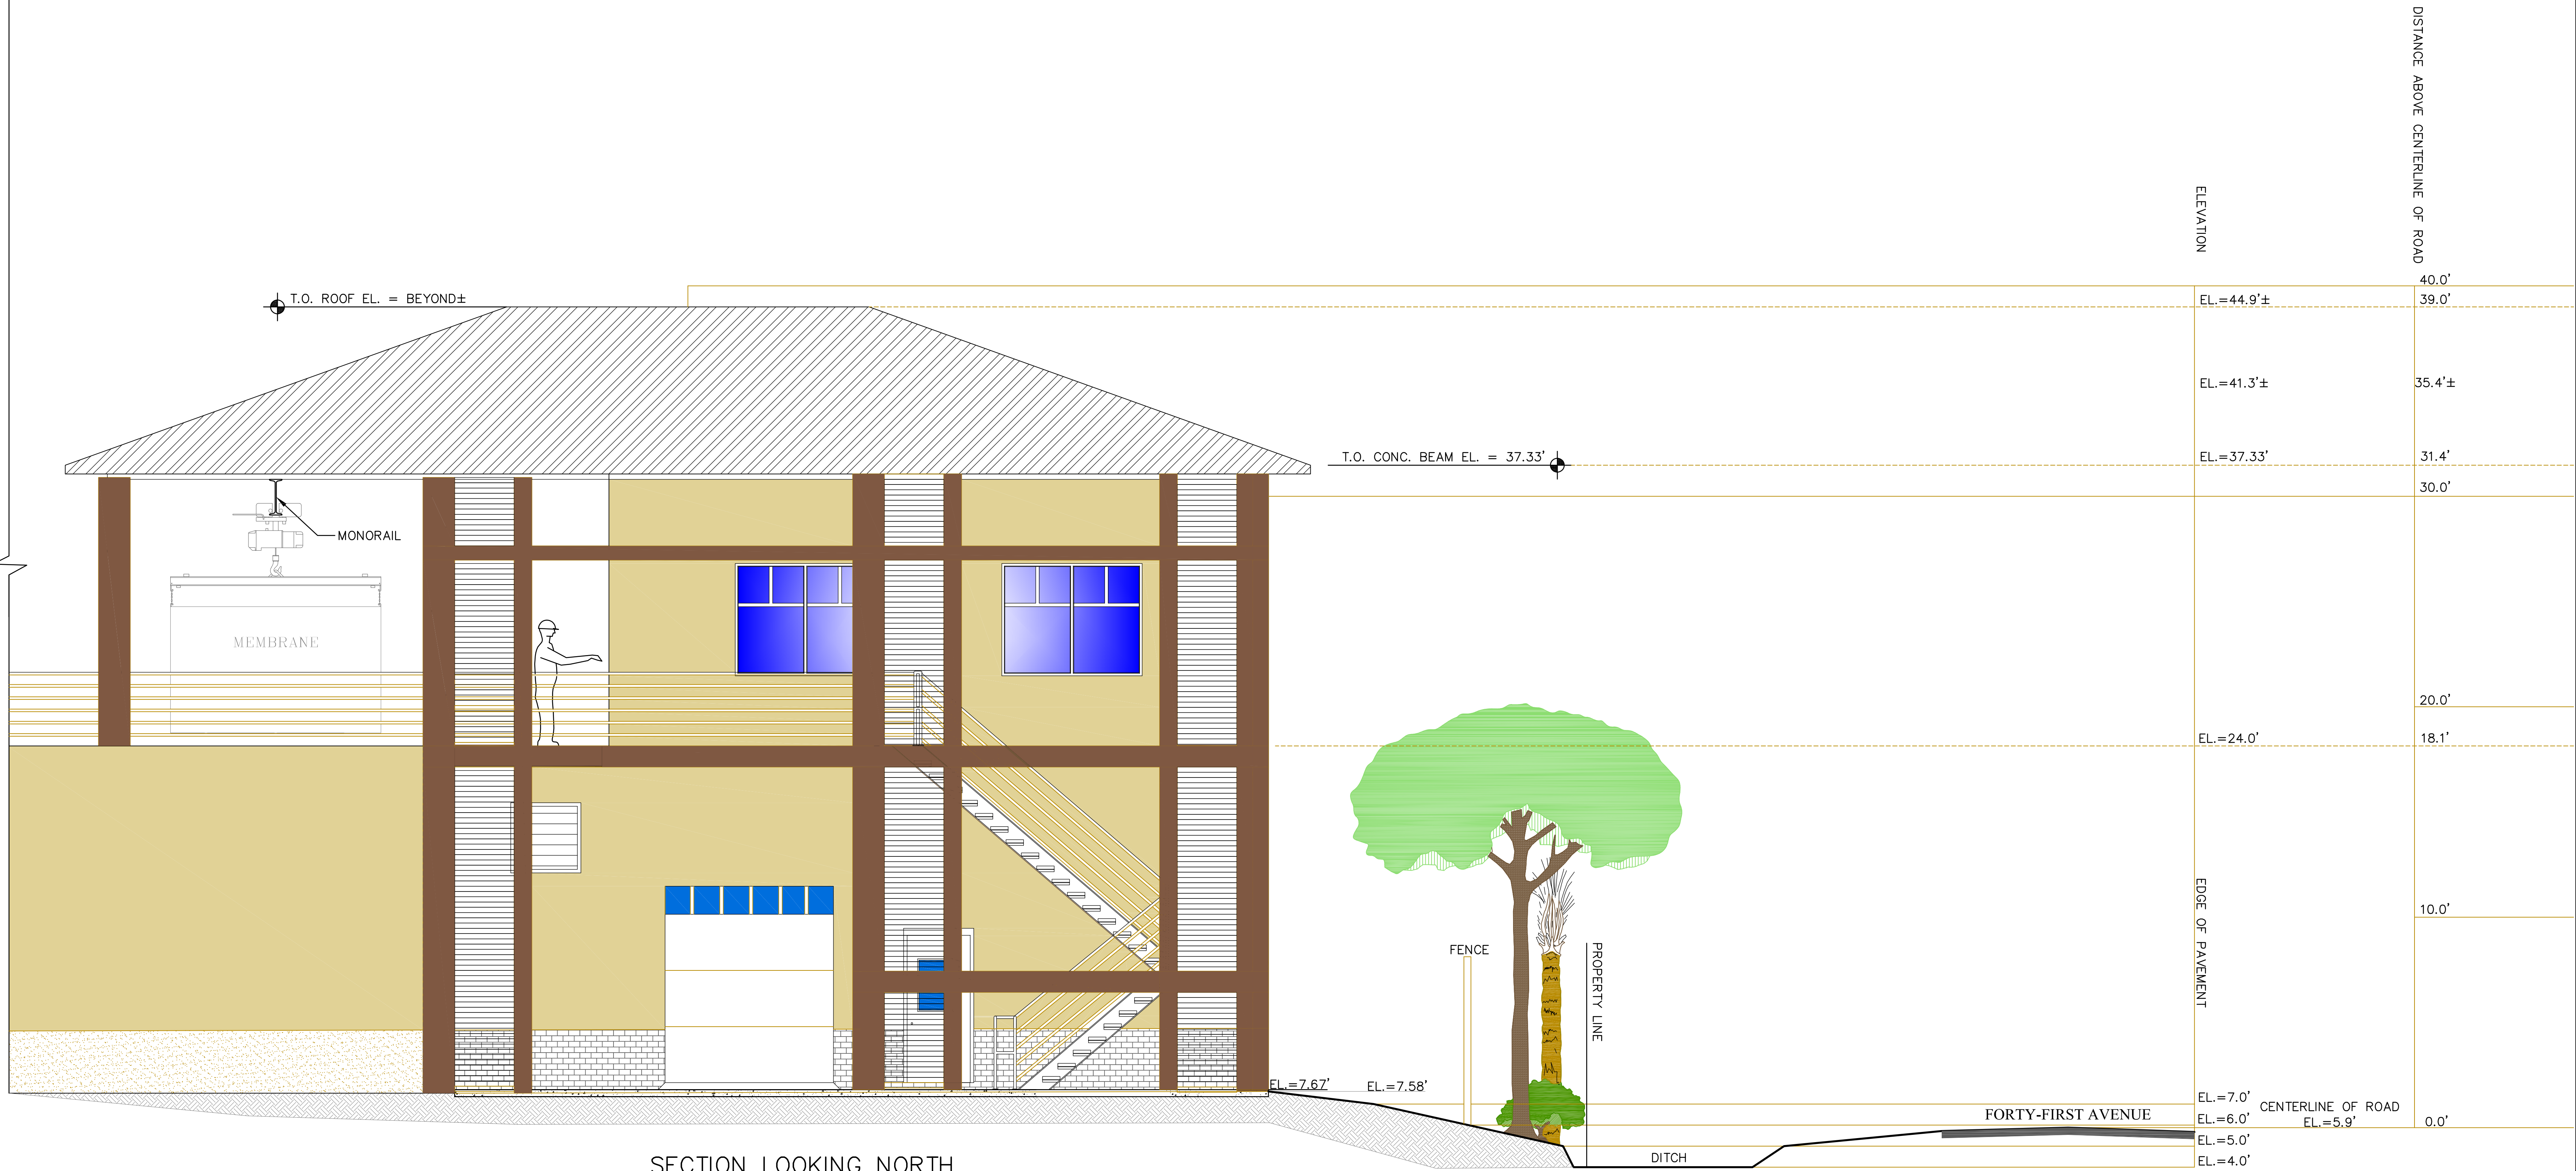 DISTANCE ABOVE CENTERLINE OF ROAD
ELEVATION
40.0'
T.O. ROOF EL. = BEYOND±
EL.=44.9'±
39.0'
EL.=41.3'±
35.4'±
T.O. CONC. BEAM EL. = 37.33'
EL.=37.33'
31.4'
30.0'
MONORAIL
MEMBRANE
20.0'
EL.=24.0'
18.1'
10.0'
EDGE OF PAVEMENT
FENCE
PROPERTY LINE
EL.=7.67'
EL.=7.58'
EL.=7.0'
CENTERLINE OF ROAD
EL.=5.9'
FORTY-FIRST AVENUE
EL.=6.0'
0.0'
EL.=5.0'
DITCH
EL.=4.0'
SECTION LOOKING NORTH